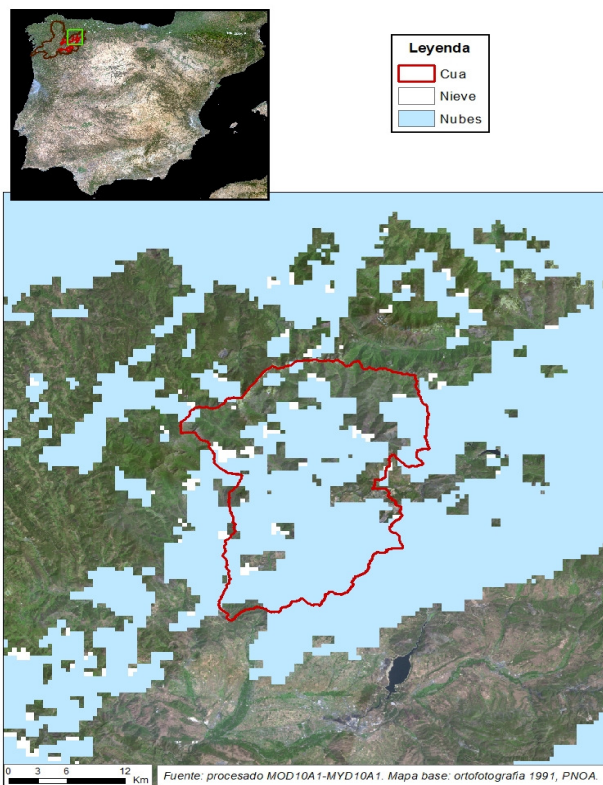 Leyenda
Cua
Nieve
Nubes
0 3 6 12
Km
Fuente: procesado MOD10A1-MYD10A1. Mapa base: ortofotografía 1991, PNOA.